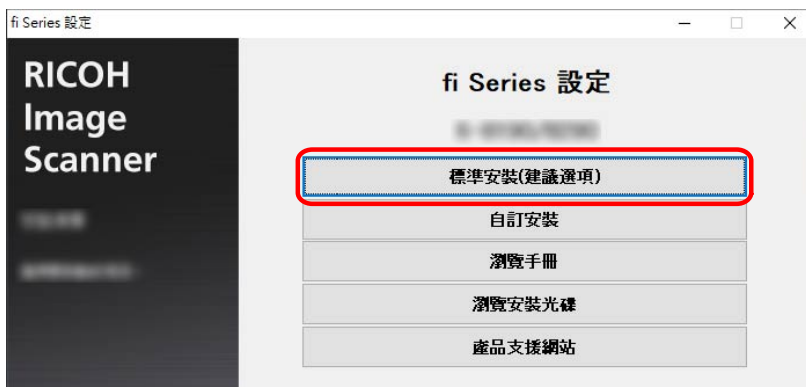 fi Series 設定
RICOH
Image
Scanner
fi Series 設定
標準安裝(建議選項)
自訂安裝
瀏覽手冊
瀏覽安裝光碟
產品支援網站